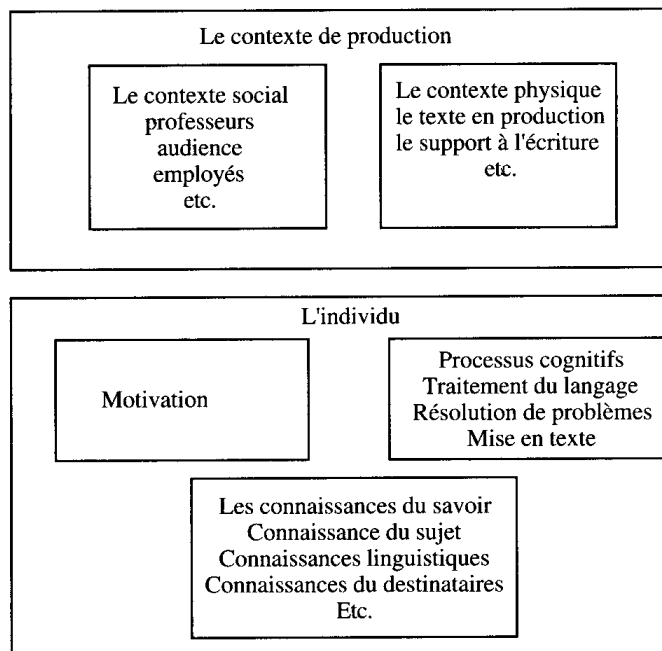 Le contexte de production
Le contexte social
professeurs
audience
employés
etc.
Le contexte physique
le texte en production
le support à l'écriture
etc.
L'individu
Motivation
Processus cognitifs
Traitement du langage
Résolution de problèmes
Mise en texte
Les connaissances du savoir
Connaissance du sujet
Connaissances linguistiques
Connaissances du destinataires
Etc.